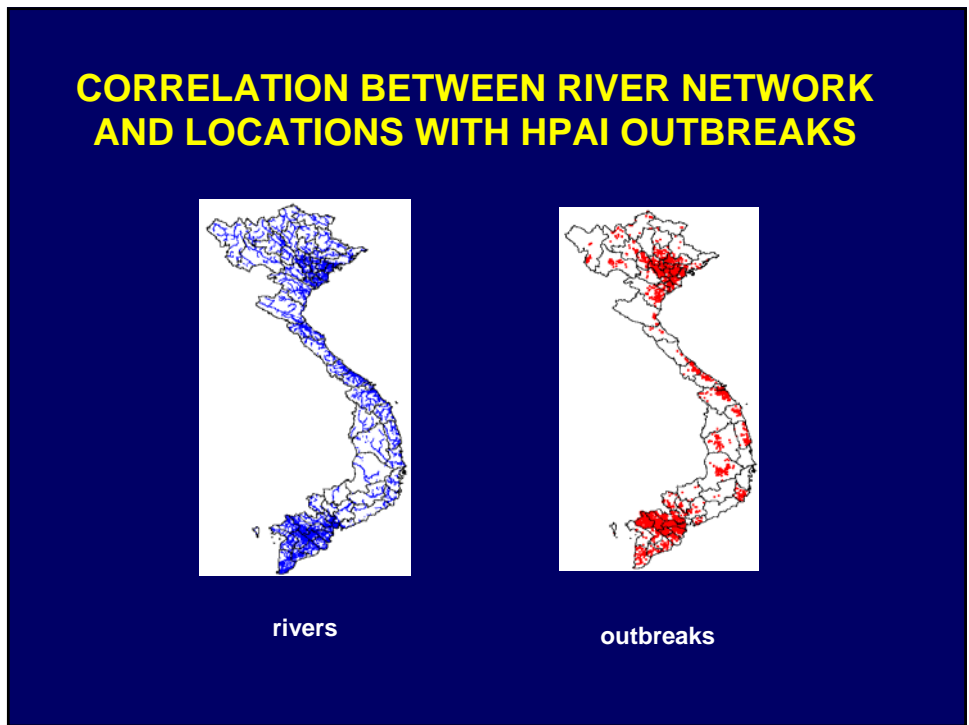 CORRELATION BETWEEN RIVER NETWORK
AND LOCATIONS WITH HPAI OUTBREAKS
rivers
outbreaks